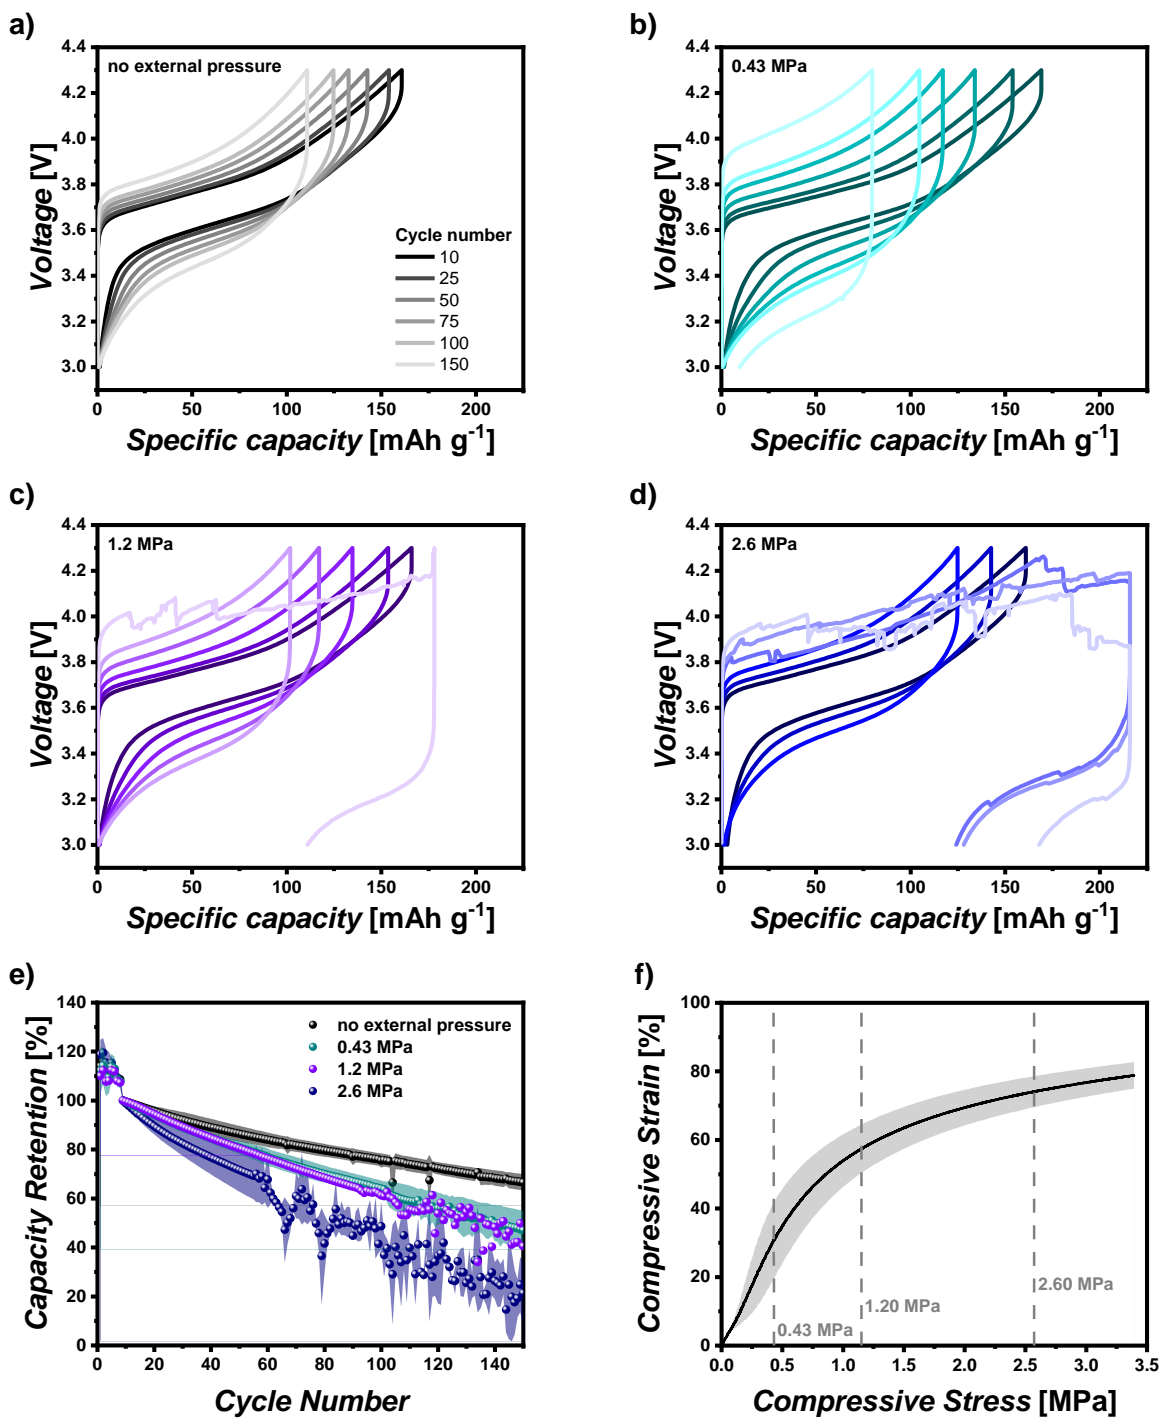 a)
no external pressure
4.4
4.2
4.0
3.8
3.6
3.4
3.2
3.0
Voltage [V]
Cycle number
10
25
50
75
100
150
0 50 100 150 200
Specific capacity [mAh g⁻¹]
b)
0.43 MPa
4.4
4.2
4.0
3.8
3.6
3.4
3.2
3.0
Voltage [V]
0 50 100 150 200
Specific capacity [mAh g⁻¹]
c)
1.2 MPa
4.4
4.2
4.0
3.8
3.6
3.4
3.2
3.0
Voltage [V]
0 50 100 150 200
Specific capacity [mAh g⁻¹]
d)
2.6 MPa
4.4
4.2
4.0
3.8
3.6
3.4
3.2
3.0
Voltage [V]
0 50 100 150 200
Specific capacity [mAh g⁻¹]
e)
140
120
100
80
60
40
20
0
Capacity Retention [%]
no external pressure
0.43 MPa
1.2 MPa
2.6 MPa
0 20 40 60 80 100 120 140
Cycle Number
f)
100
80
60
40
20
0
Compressive Strain [%]
2.60 MPa
1.20 MPa
0.43 MPa
0.0 0.5 1.0 1.5 2.0 2.5 3.0 3.5
Compressive Stress [MPa]